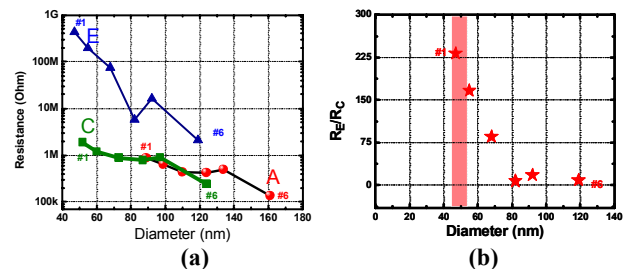 1G
100M
10M
1M
100k
Resistance (Ohm)
#1
E
C
#1
#1
#6
A
#6
#6
40 60 80 100 120 140 160 180
Diameter (nm)
(a)
300
225
150
75
0
R_E/R_C
#1
#6
0 20 40 60 80 100 120 140
Diameter (nm)
(b)